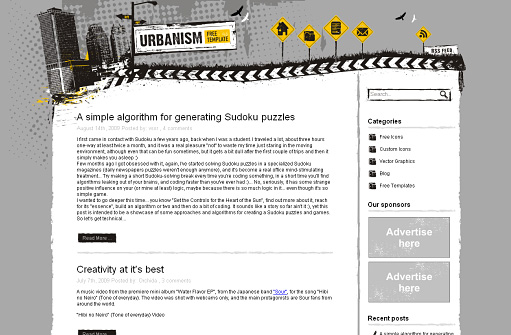 URBANISM
FREE
TEMPLATE
RSS FEED
Search...
A simple algorithm for generating Sudoku puzzles
August 14th, 2009 Posted by: vuri , 4 comments
I first came in contact with Sudoku a few years ago, back when I was a student. I traveled a lot, about three hours
one-way at least twice a month, and it was a real pleasure *not* to waste my time just staring in the moving
environment, although even that can be fun sometimes, but it gets a bit dull after the first couple of trips and then it
simply makes you asleep :)
Few months ago I got obsessed with it, again, I've started solving Sudoku puzzles in a specialized Sudoku
magazines (daily newspapers puzzles weren't enough anymore), and it's become a real office mind-stimulating
treatment... Try making a short Sudoku-solving break every time you're coding something, in a short time you'll find
algorithms leaking out of your brains, and coding faster than you've ever had :)... No, seriously, it has some strange
positive influence on your (or mine at least) logic, maybe because there is so much logic in it... even though it's so
simple game.
I wanted to go deeper this time... you know "Set the Controls for the Heart of the Sun", find out more about it, reach
for its "essence", build an algorithm or two and then do a bit of coding. It sounds like a story so far ain't it :), yet this
post is intended to be a showcase of some approaches and algorithms for creating a Sudoku puzzles and games.
So let's get technical...
Read More...
Creativity at it's best
July 7th, 2009 Posted by: , 2 comments
A music video from the premiere mini album "Water Flavor EP", from the Japanese band "Sour", for the song "Hibi
no Neiro" (Tone of everyday). The video was shot with webcams only, and the main protagonists are Sour fans from
around the world.
"Hibi no Neiro" (Tone of everyday) Video
Read More...
Categories
Free Icons
Custom Icons
Vector Graphics
Blog
Free Templates
Our sponsors
Advertise
here
Advertise
here
Recent posts
A simple algorithm for generating